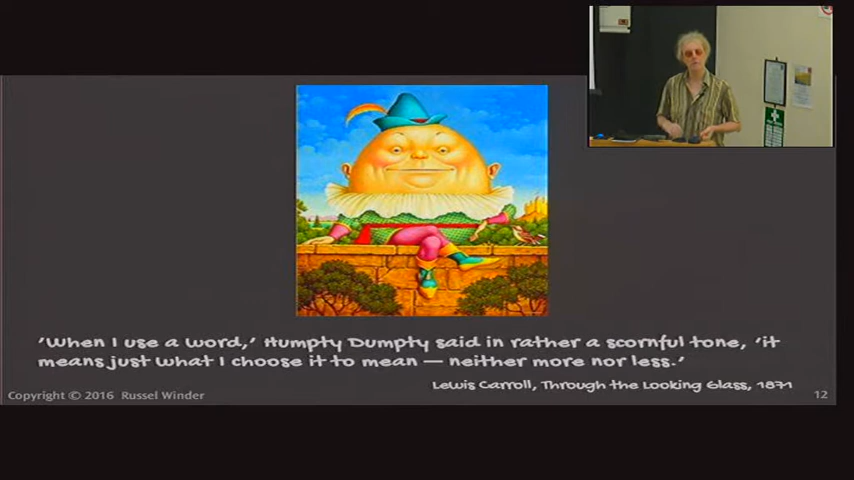 'When I use a word,' Humpty Dumpty said in rather a scornful tone, 'it
means just what I choose it to mean — neither more nor less.'
Lewis Carroll, Through the Looking Glass, 1871
Copyright © 2016 Russel Winder
12